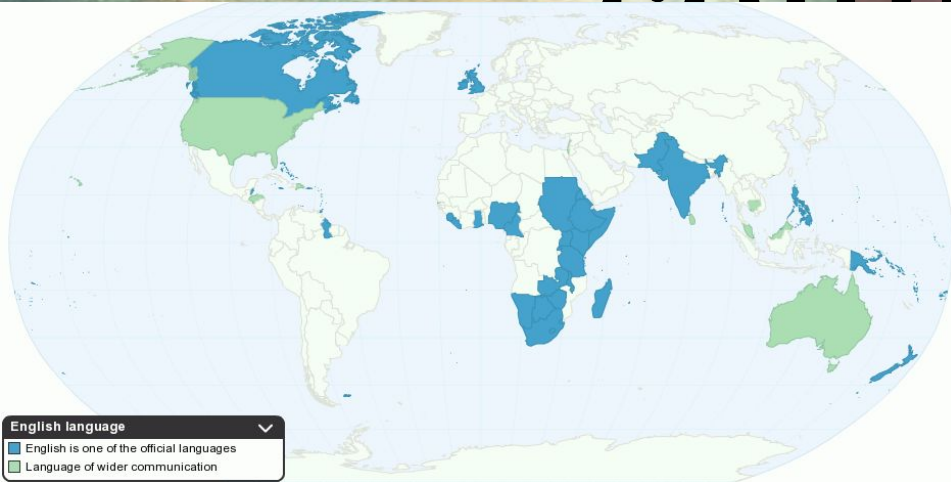 English language
English is one of the official languages
Language of wider communication